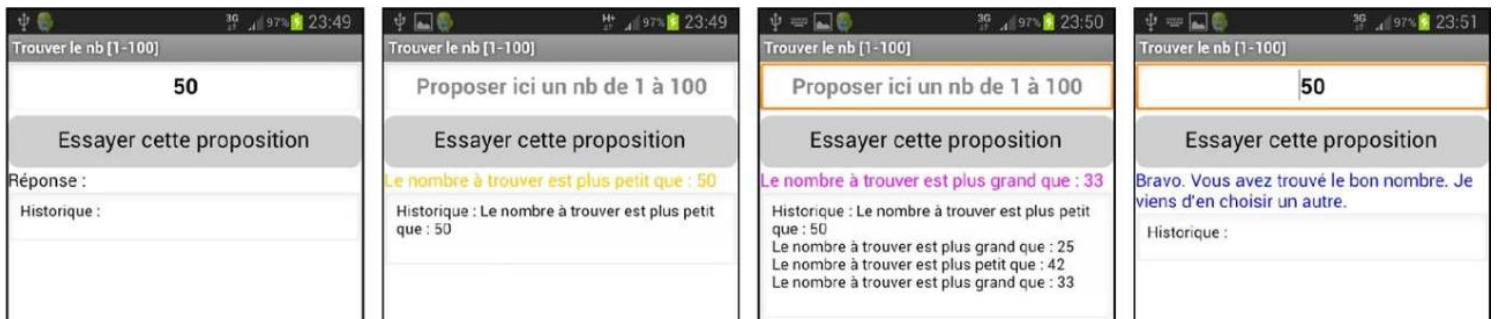 3G 97% 23:49
Trouver le nb [1-100]
50
Essayer cette proposition
Réponse :
Historique :
H+ 97% 23:49
Trouver le nb [1-100]
Proposer ici un nb de 1 à 100
Essayer cette proposition
Le nombre à trouver est plus petit que : 50
Historique : Le nombre à trouver est plus petit
que : 50
3G 97% 23:50
Trouver le nb [1-100]
Proposer ici un nb de 1 à 100
Essayer cette proposition
Le nombre à trouver est plus grand que : 33
Historique : Le nombre à trouver est plus petit
que : 50
Le nombre à trouver est plus grand que : 25
Le nombre à trouver est plus petit que : 42
Le nombre à trouver est plus grand que : 33
3G 97% 23:51
Trouver le nb [1-100]
50
Essayer cette proposition
Bravo. Vous avez trouvé le bon nombre. Je
viens d'en choisir un autre.
Historique :